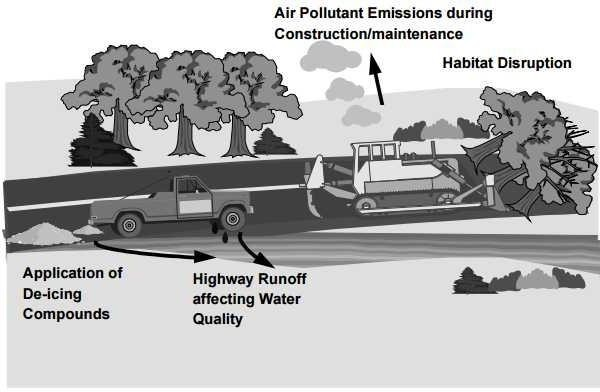 Air Pollutant Emissions during
Construction/maintenance
Habitat Disruption
Application of
De-icing
Compounds
Highway Runoff
affecting Water
Quality